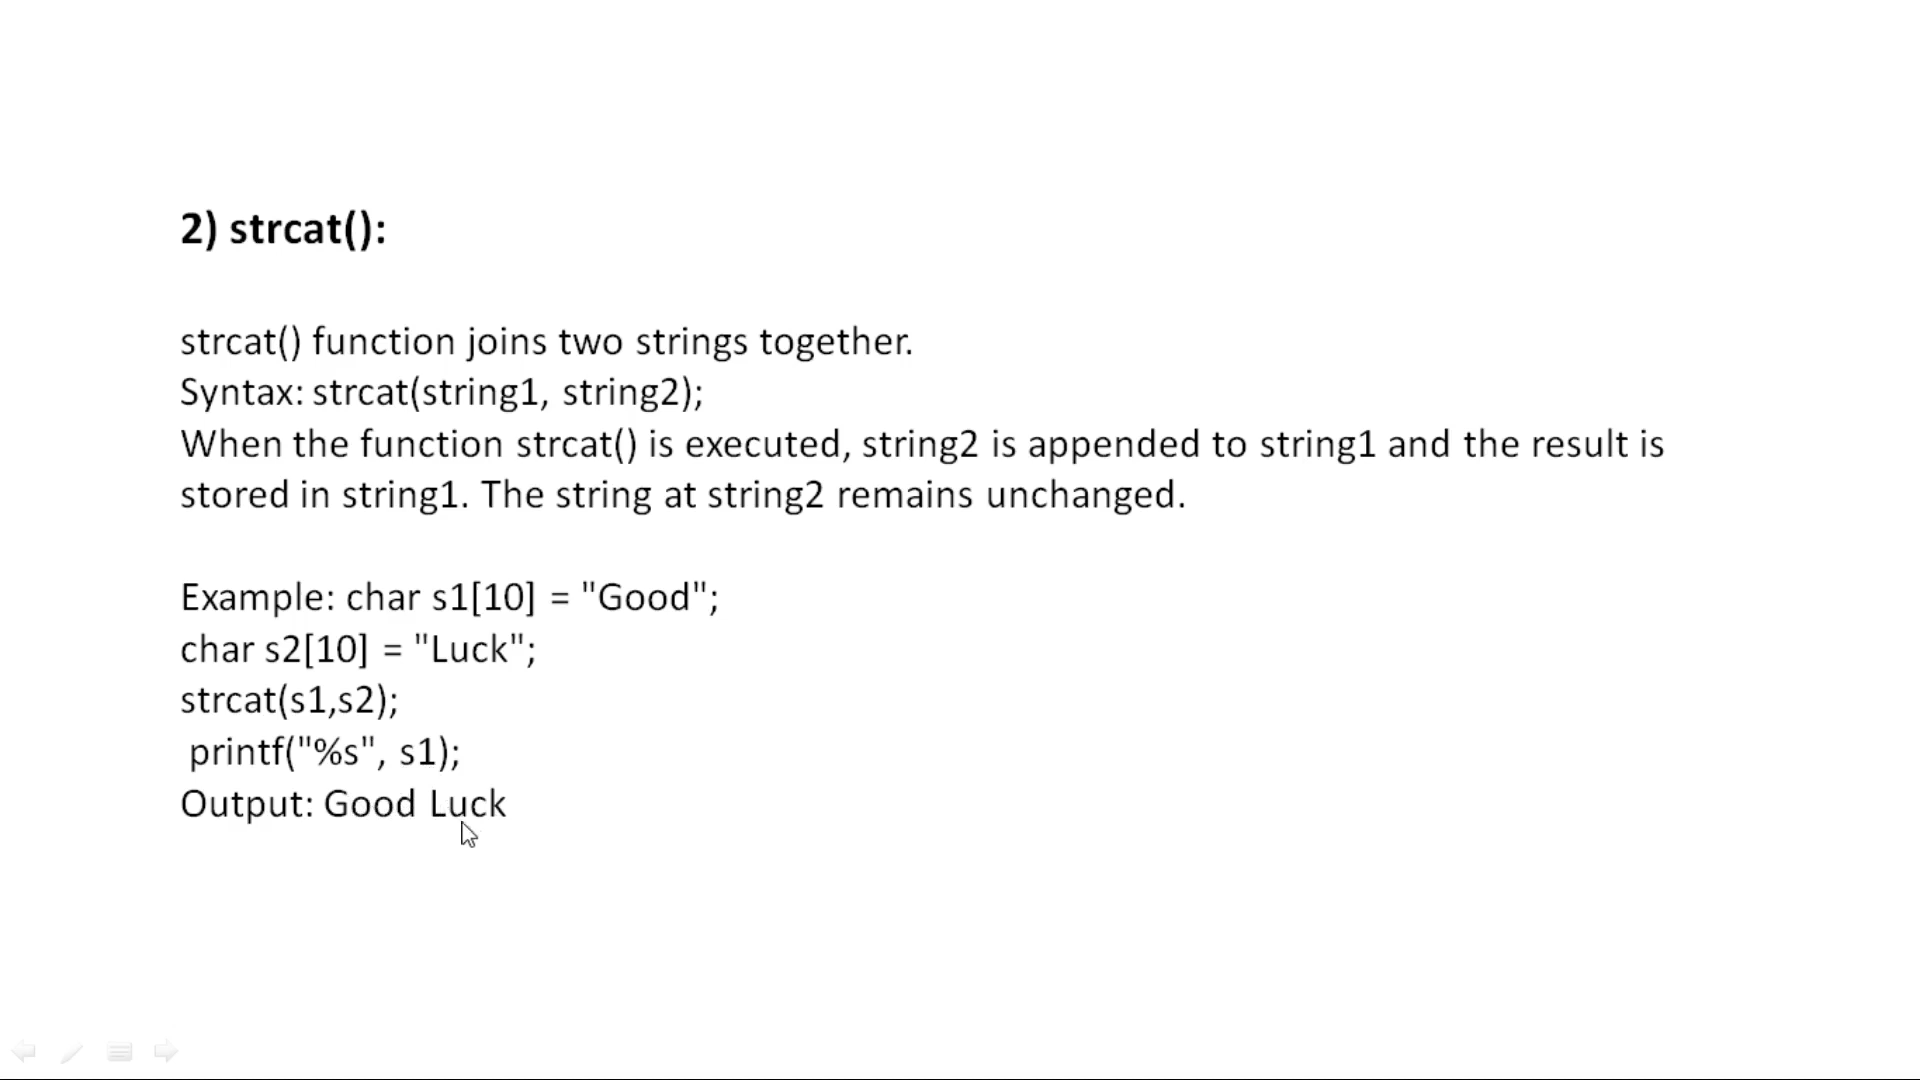 2) strcat():
strcat() function joins two strings together.
Syntax: strcat(string1, string2);
When the function strcat() is executed, string2 is appended to string1 and the result is
stored in string1. The string at string2 remains unchanged.
Example: char s1[10] = "Good";
char s2[10] = "Luck";
strcat(s1,s2);
printf("%s", s1);
Output: Good Luck